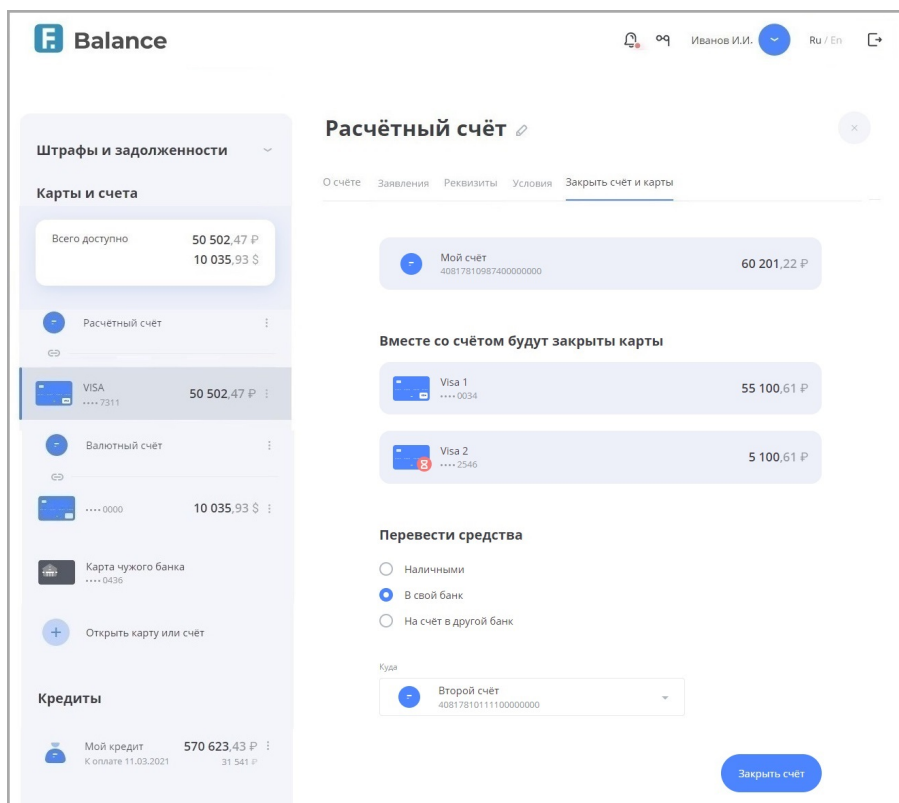 F. Balance
Иванов И.И.
Ru / En
Штрафы и задолженности
Карты и счета
Всего доступно 50 502,47 ₽
10 035,93 $
Расчётный счёт
VISA 50 502,47 ₽
•••• 7311
Валютный счёт
•••• 0000 10 035,93 $
Карта чужого банка
•••• 0436
+ Открыть карту или счёт
Кредиты
Мой кредит 570 623,43 ₽
К оплате 11.03.2021 31 541 ₽
Расчётный счёт
О счёте Заявления Реквизиты Условия Закрыть счёт и карты
Мой счёт 60 201,22 ₽
40817810987400000000
Вместе со счётом будут закрыты карты
Visa 1 55 100,61 ₽
•••• 0034
Visa 2 5 100,61 ₽
•••• 2546
Перевести средства
Наличными
В свой банк
На счёт в другой банк
Куда
Второй счёт
40817810111100000000
Закрыть счёт